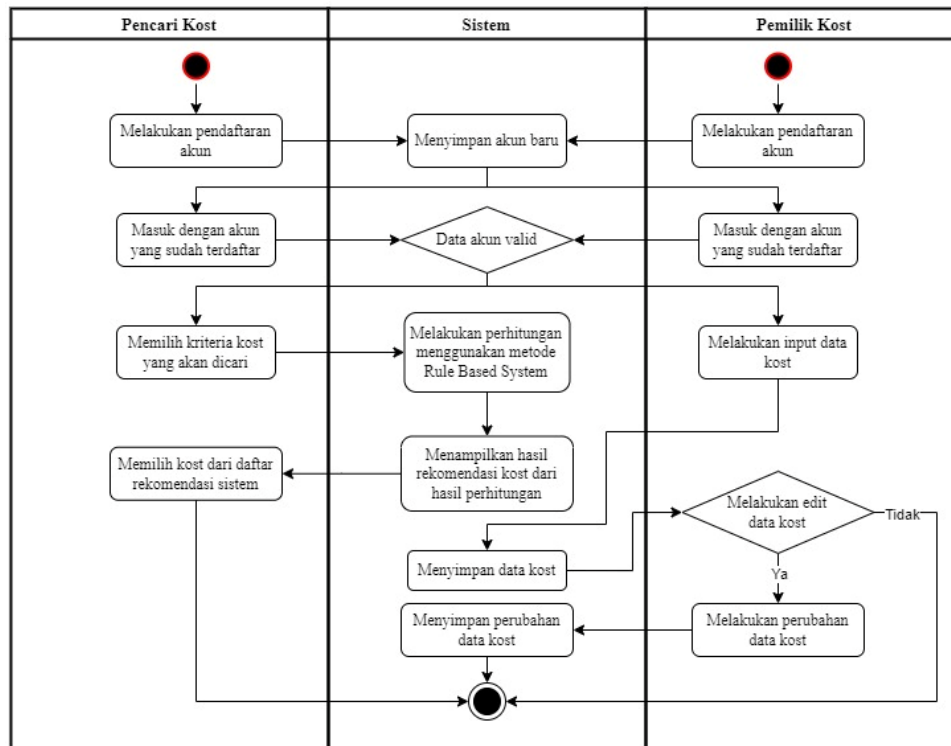 Pencari Kost
Sistem
Pemilik Kost
Melakukan pendaftaran
akun
Menyimpan akun baru
Melakukan pendaftaran
akun
Masuk dengan akun
yang sudah terdaftar
Data akun valid
Masuk dengan akun
yang sudah terdaftar
Memilih kriteria kost
yang akan dicari
Melakukan perhitungan
menggunakan metode
Rule Based System
Melakukan input data
kost
Memilih kost dari daftar
rekomendasi sistem
Menampilkan hasil
rekomendasi kost dari
hasil perhitungan
Melakukan edit
data kost
Tidak
Menyimpan data kost
Ya
Menyimpan perubahan
data kost
Melakukan perubahan
data kost